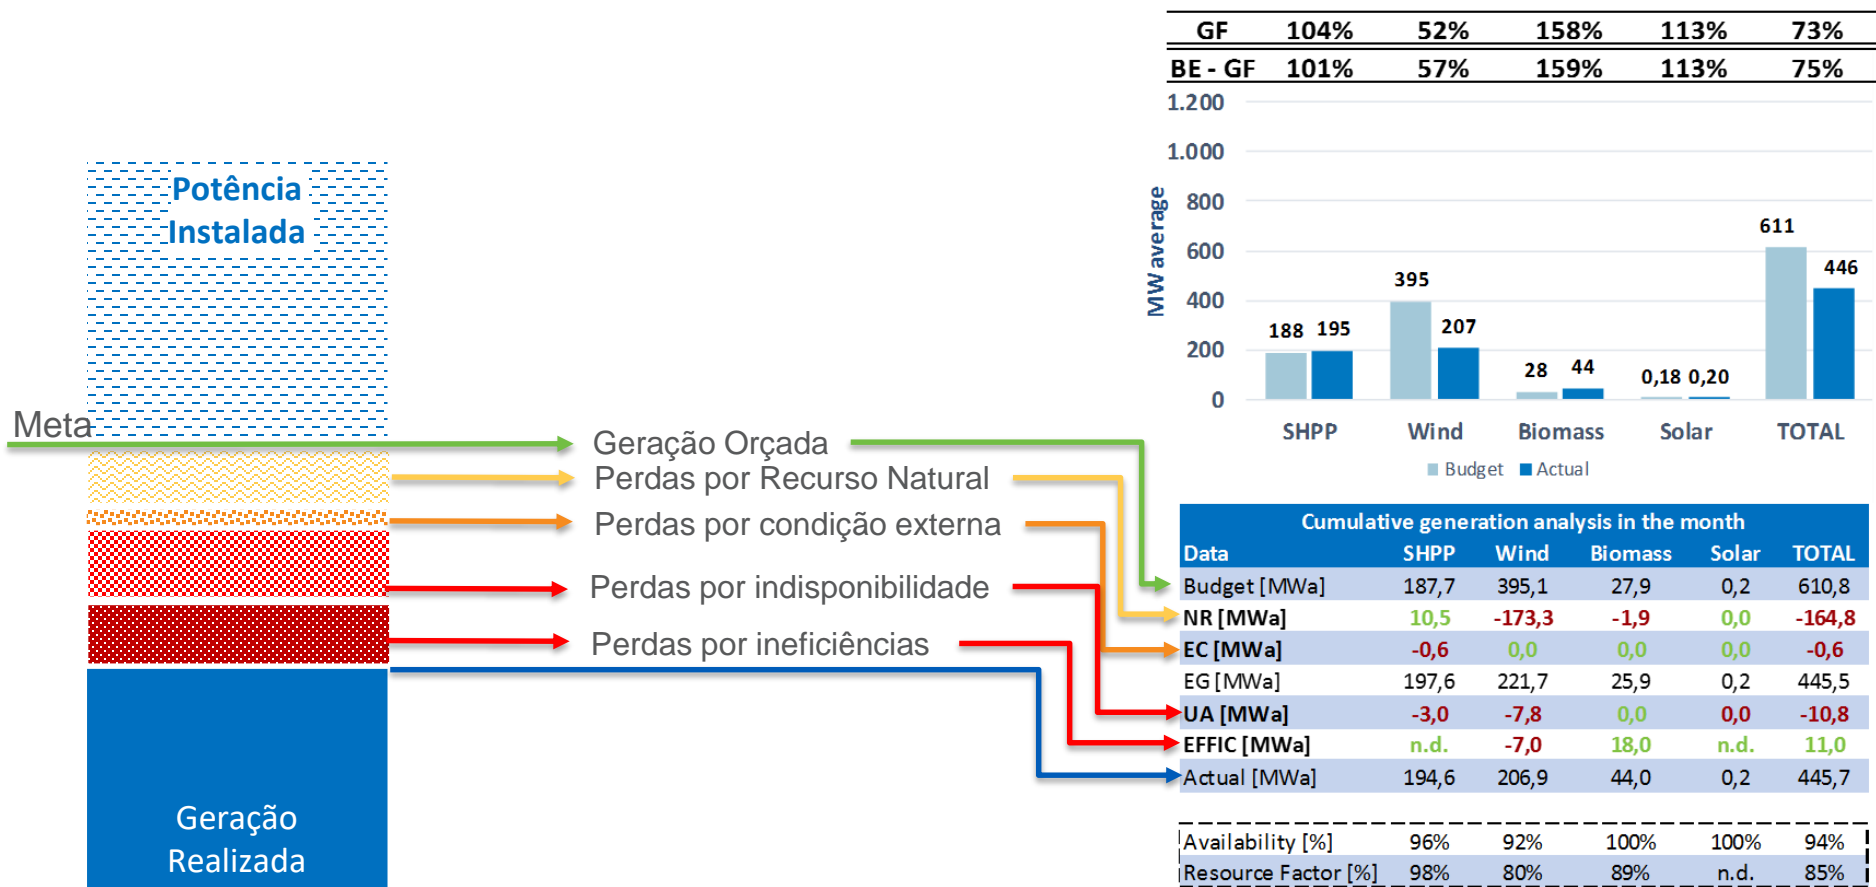 GF 104% 52% 158% 113% 73%
BE - GF 101% 57% 159% 113% 75%
Potência
Instalada
Meta
Geração Orçada
Perdas por Recurso Natural
Perdas por condição externa
Perdas por indisponibilidade
Perdas por ineficiências
Geração
Realizada
MW average
1.200
1.000
800
600
400
200
0
188 195
395
207
28 44
0,18 0,20
611
446
SHPP Wind Biomass Solar TOTAL
Budget Actual
Cumulative generation analysis in the month
Data SHPP Wind Biomass Solar TOTAL
Budget [MWa] 187,7 395,1 27,9 0,2 610,8
NR [MWa] 10,5 -173,3 -1,9 0,0 -164,8
EC [MWa] -0,6 0,0 0,0 0,0 -0,6
EG [MWa] 197,6 221,7 25,9 0,2 445,5
UA [MWa] -3,0 -7,8 0,0 0,0 -10,8
EFFIC [MWa] n.d. -7,0 18,0 n.d. 11,0
Actual [MWa] 194,6 206,9 44,0 0,2 445,7
Availability [%] 96% 92% 100% 100% 94%
Resource Factor [%] 98% 80% 89% n.d. 85%